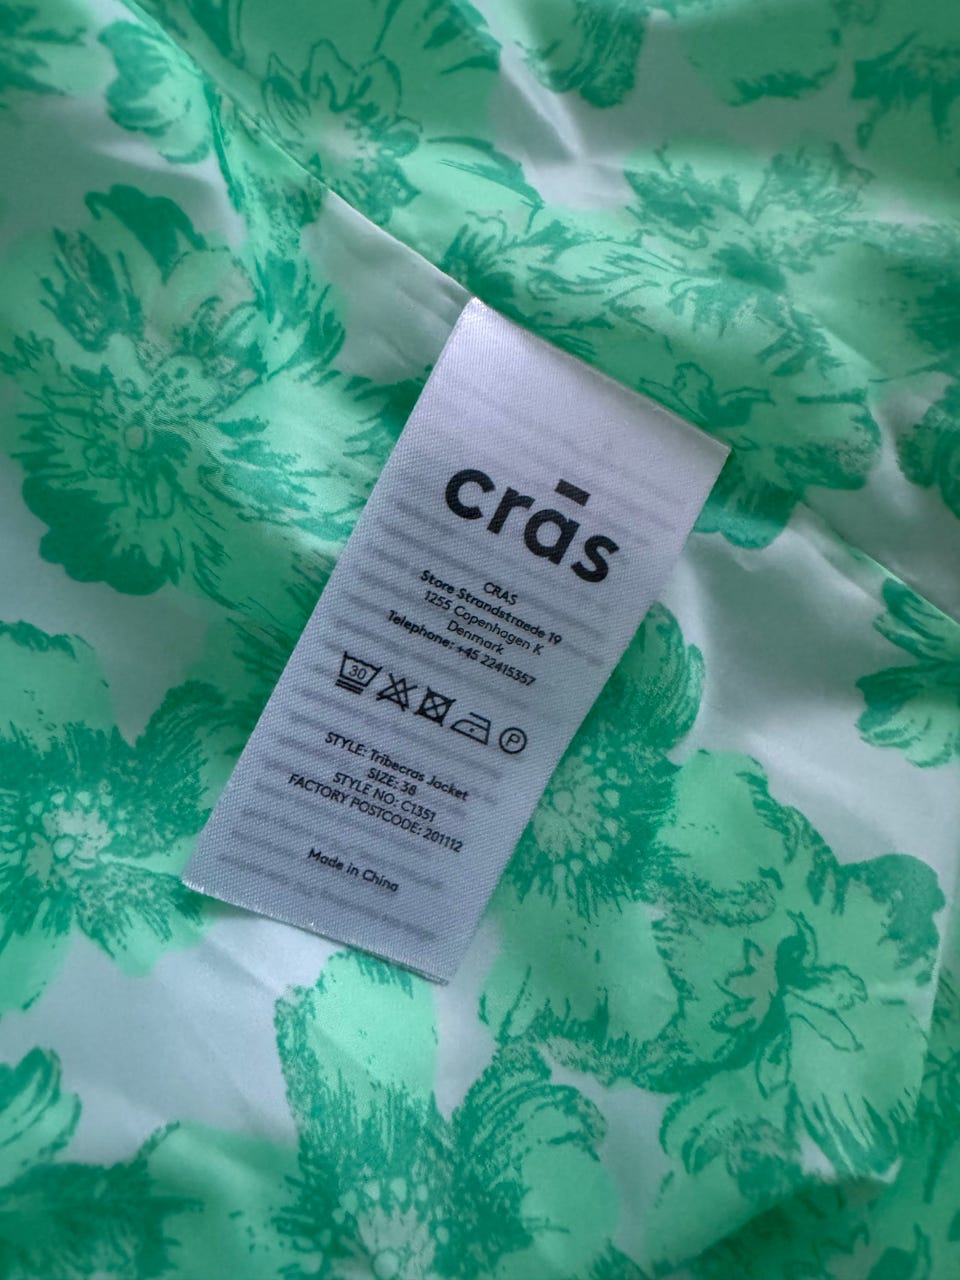 crās
CRAS
Store Strandstraede 19
1255 Copenhagen K
Denmark
Telephone: +45 22415357
30
P
STYLE: Tribecras Jacket
SIZE: 38
STYLE NO: C1351
FACTORY POSTCODE: 201112
Made in China